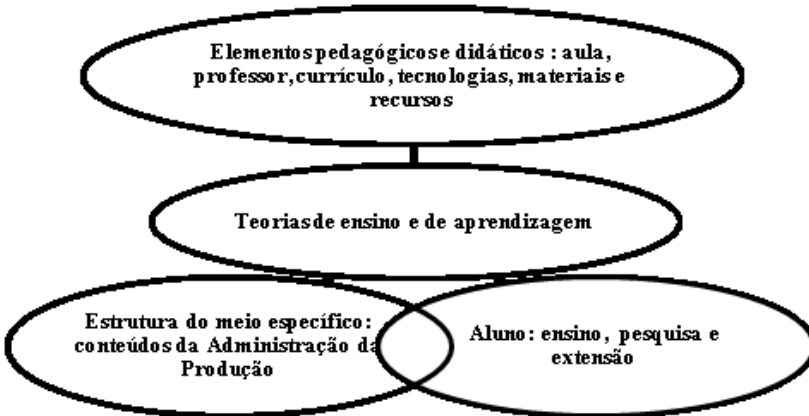 Elementos pedagógicos e didáticos : aula,
professor, currículo, tecnologias, materiais e
recursos
Teorias de ensino e de aprendizagem
Estrutura do meio específico:
conteúdos da Administração da
Produção
Aluno: ensino, pesquisa e
extensão